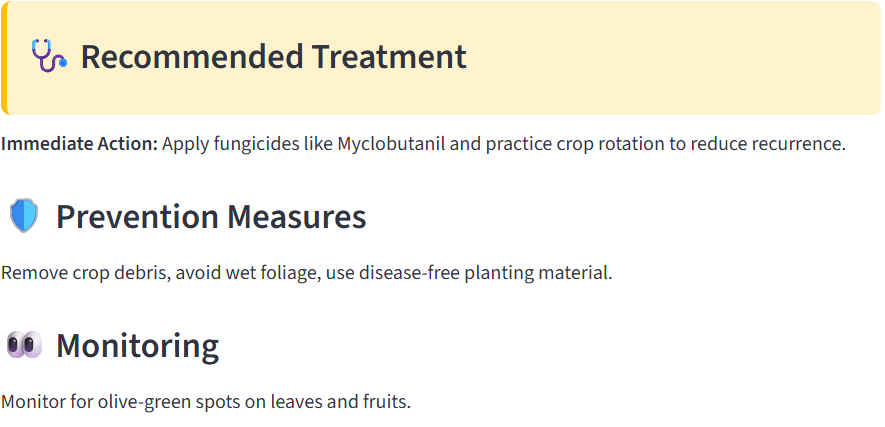 Recommended Treatment
Immediate Action: Apply fungicides like Myclobutanil and practice crop rotation to reduce recurrence.
Prevention Measures
Remove crop debris, avoid wet foliage, use disease-free planting material.
Monitoring
Monitor for olive-green spots on leaves and fruits.